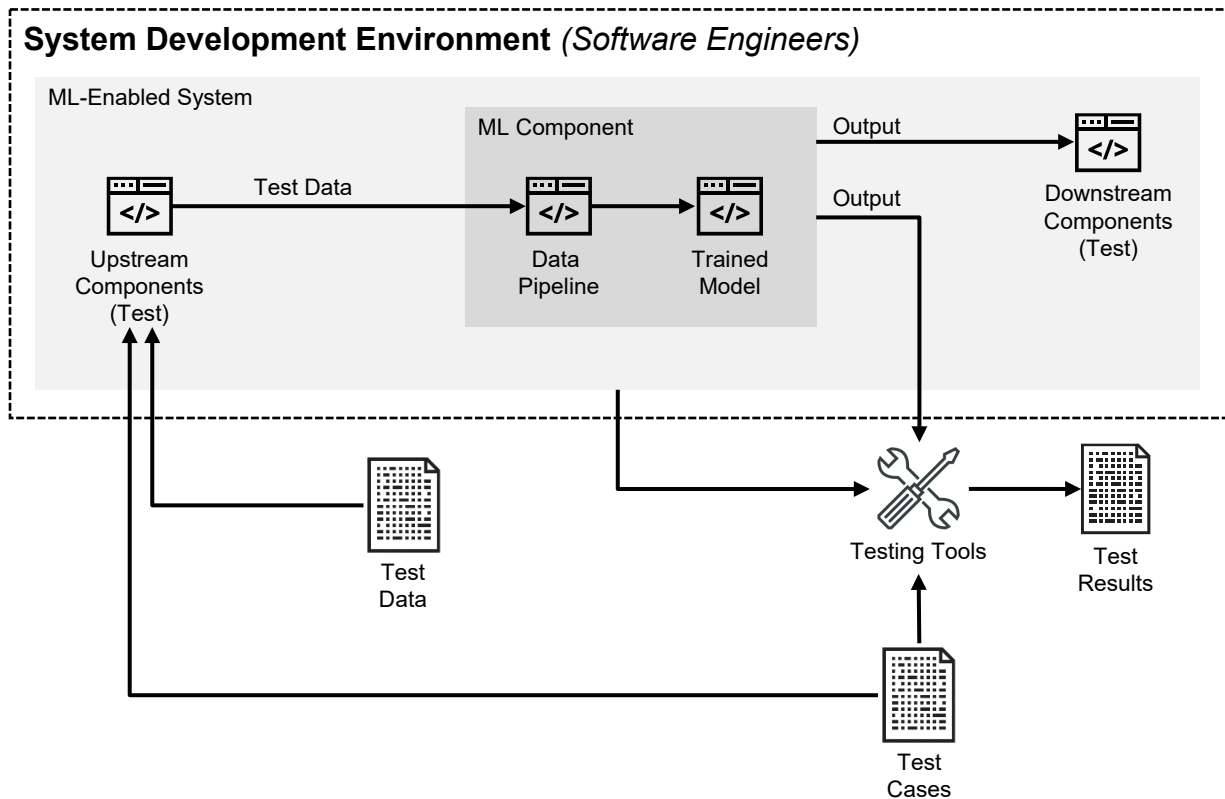 System Development Environment (Software Engineers)
ML-Enabled System
ML Component
Output
Test Data
Output
</>
</>
</>
</>
Upstream
Components
(Test)
Data
Pipeline
Trained
Model
Downstream
Components
(Test)
Test
Data
Testing Tools
Test
Results
Test
Cases